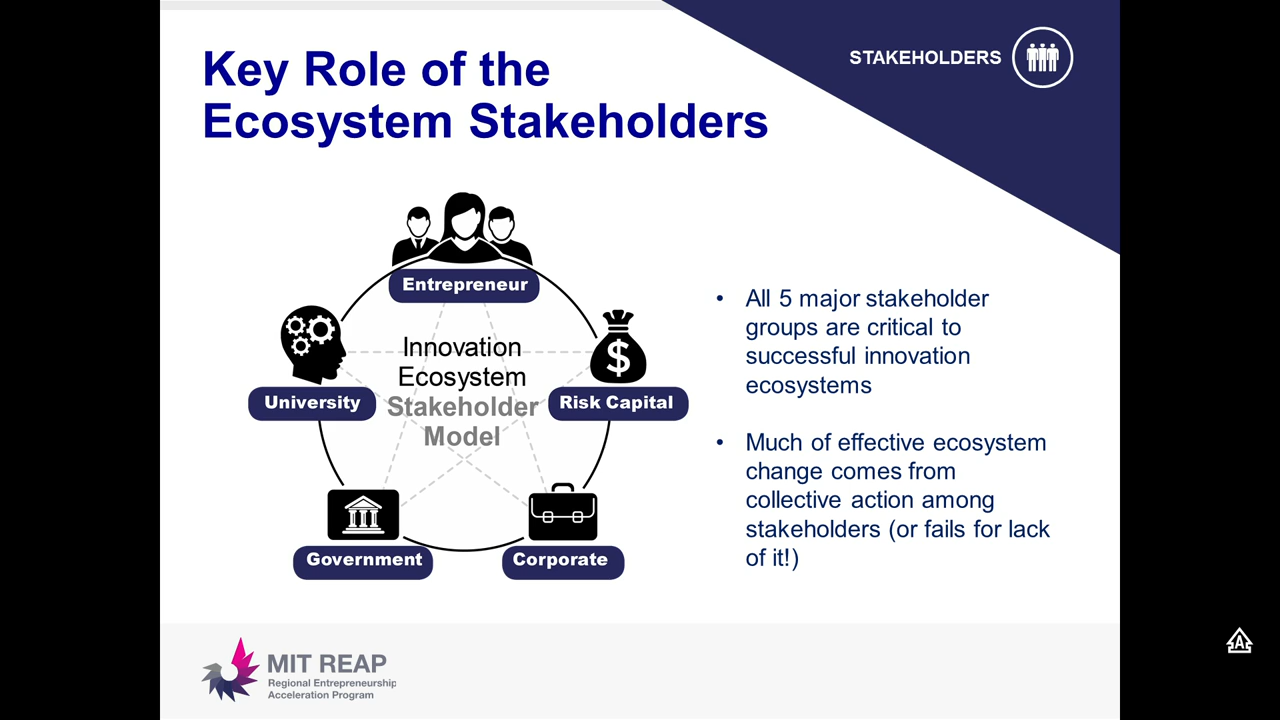 Key Role of the
Ecosystem Stakeholders
STAKEHOLDERS
Entrepreneur
University
Innovation
Ecosystem
Stakeholder
Model
Risk Capital
Government
Corporate
• All 5 major stakeholder
groups are critical to
successful innovation
ecosystems
• Much of effective ecosystem
change comes from
collective action among
stakeholders (or fails for lack
of it!)
MIT REAP
Regional Entrepreneurship
Acceleration Program
$
A